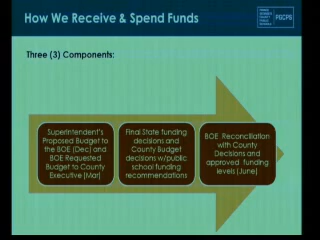 How We Receive & Spend Funds
PGCPS
Three (3) Components:
Superintendent's
Proposed Budget to
the BOE (Dec) and
BOE Requested
Budget to County
Executive (Mar)
Final State funding
decisions and
County Budget
decisions w/public
school funding
recommendations
BOE Reconciliation
with County
Decisions and
approved funding
levels (June)